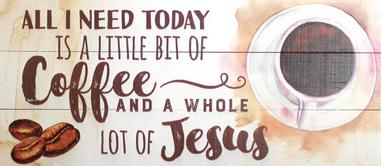 ALL I NEED TODAY
IS A LITTLE BIT OF
Coffee
AND A WHOLE
LOT OF Jesus